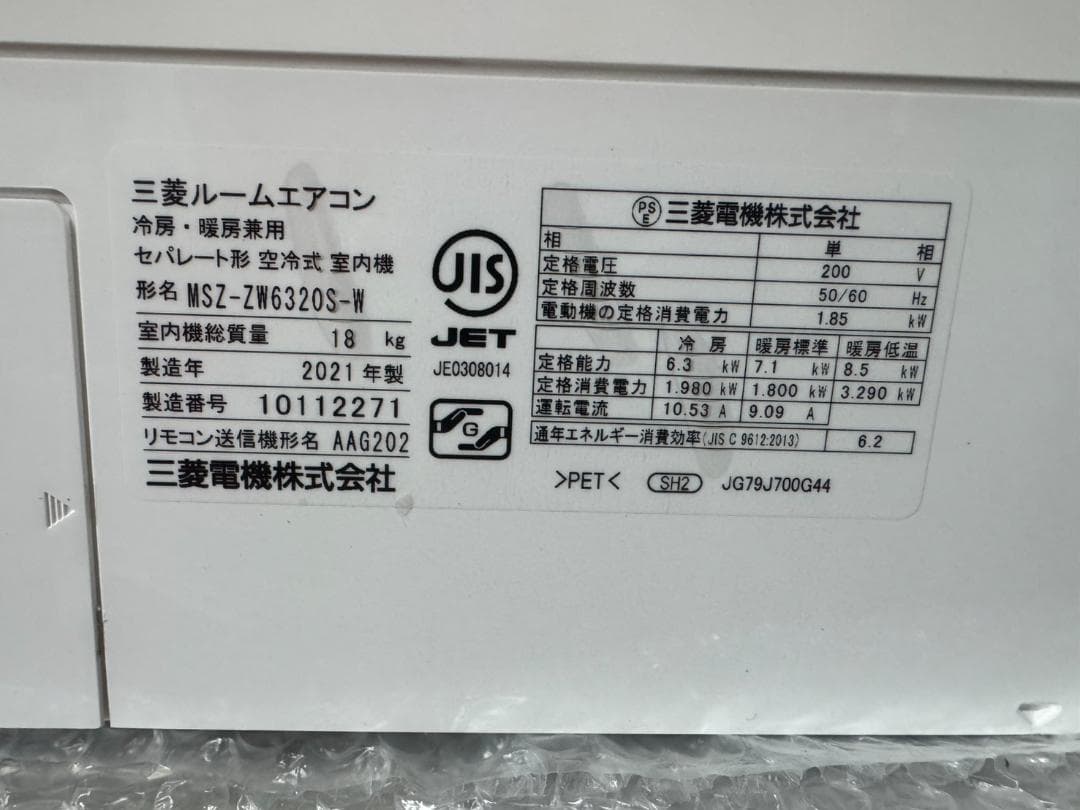 三菱ルームエアコン
冷房・暖房兼用
セパレート形 空冷式 室内機
形名 MSZ-ZW6320S-W
室内機総質量 18 kg
製造年 2021 年製
製造番号 10112271
リモコン送信機形名 AAG202
三菱電機株式会社
JIS
JET
JE0308014
G
PS
E
三菱電機株式会社
相 単 相
定格電圧 200 V
定格周波数 50/60 Hz
電動機の定格消費電力 1.85 kW
冷 房 暖房標準 暖房低温
定格能力 6.3 kW 7.1 kW 8.5 kW
定格消費電力 1.980 kW 1.800 kW 3.290 kW
運転電流 10.53 A 9.09 A
通年エネルギー消費効率(JIS C 9612:2013) 6.2
>PET< SH2 JG79J700G44